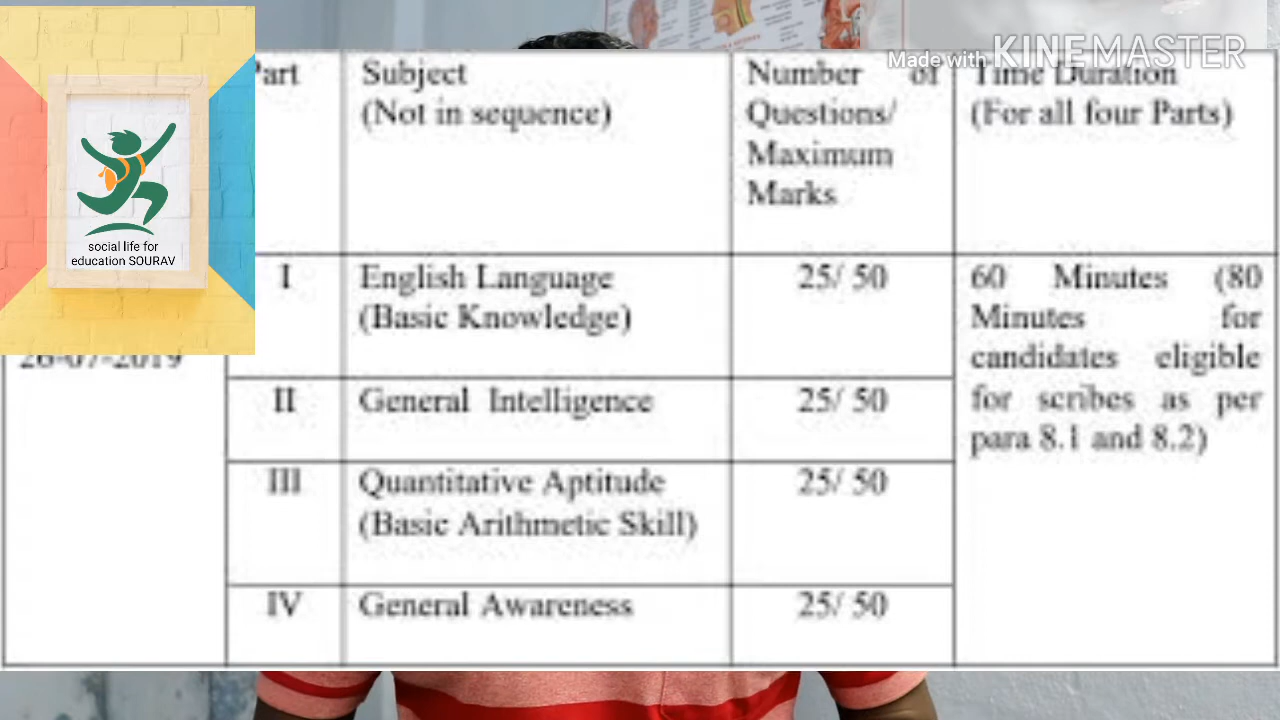 Made with KINEMASTER
Part
Subject
(Not in sequence)
Number of
Questions/
Maximum
Marks
Time Duration
(For all four Parts)
social life for
education SOURAV
26-07-2019
I
English Language
(Basic Knowledge)
25/ 50
60 Minutes (80
Minutes for
candidates eligible
for scribes as per
para 8.1 and 8.2)
II
General Intelligence
25/ 50
III
Quantitative Aptitude
(Basic Arithmetic Skill)
25/ 50
IV
General Awareness
25/ 50